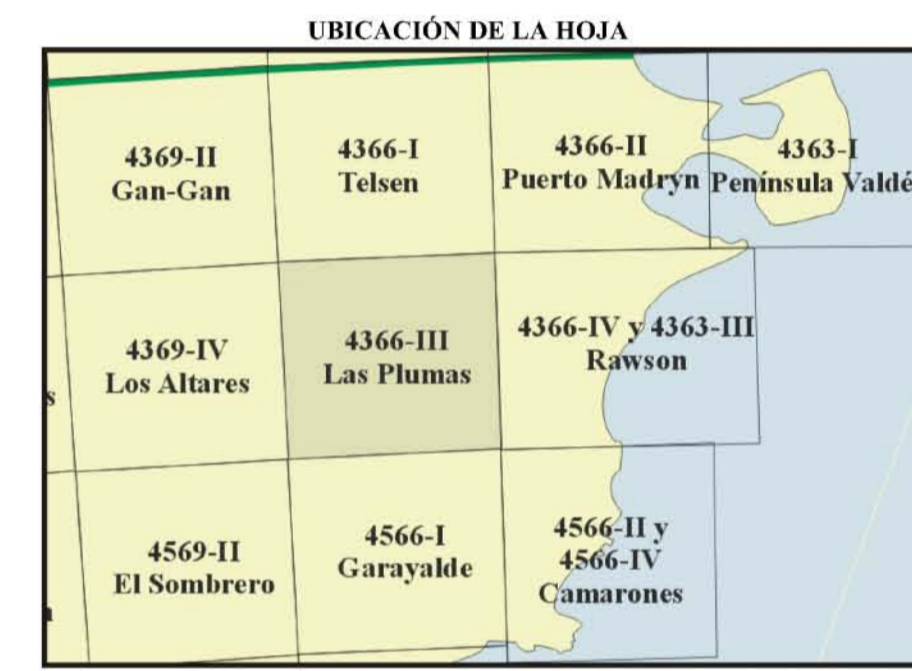 UBICACIÓN DE LA HOJA
4369-II
Gan-Gan
4366-I
Telsen
4366-II
Puerto Madryn
4363-I
Península Valdé
4369-IV
Los Altares
4366-III
Las Plumas
4366-IV y 4363-III
Rawson
s
4569-II
El Sombrero
4566-I
Garayalde
4566-II y
4566-IV
Camarones